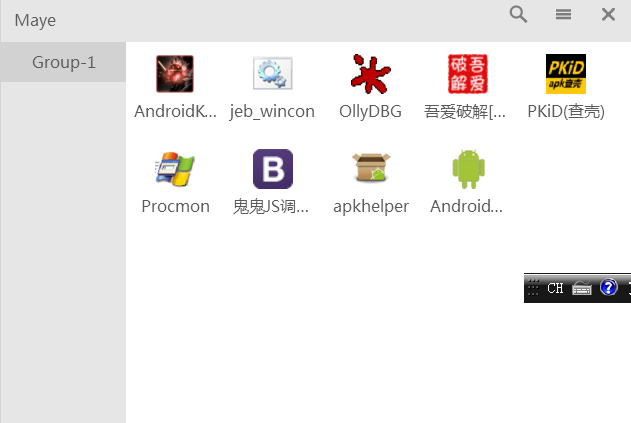 Maye
Group-1
AndroidK...
jeb_wincon
OllyDBG
吾爱破解[...
PKiD(查壳)
破吾
解爱
PKiD
apk查壳
Procmon
鬼鬼JS调...
apkhelper
Android...
B
CH